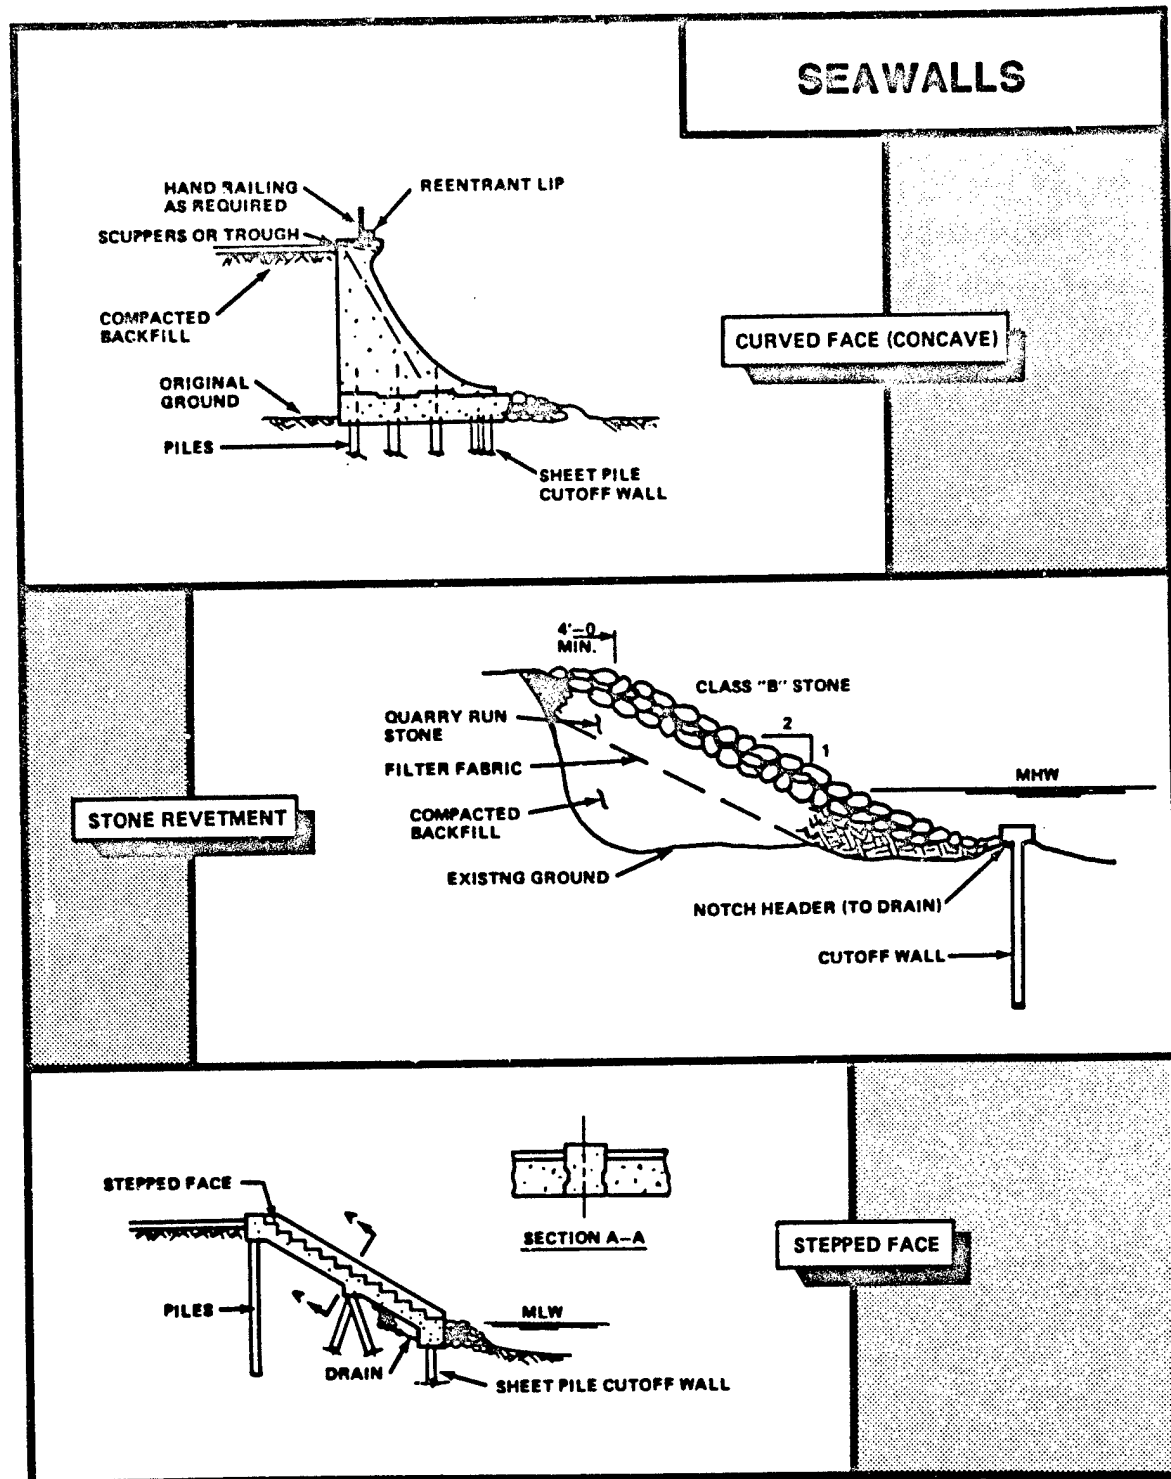 SEAWALLS
HAND RAILING
AS REQUIRED
REENTRANT LIP
SCUPPERS OR TROUGH
COMPACTED
BACKFILL
CURVED FACE (CONCAVE)
ORIGINAL
GROUND
PILES
SHEET PILE
CUTOFF WALL
4'-0
MIN.
CLASS "B" STONE
QUARRY RUN
STONE
2
1
FILTER FABRIC
MHW
COMPACTED
BACKFILL
STONE REVETMENT
EXISTNG GROUND
NOTCH HEADER (TO DRAIN)
CUTOFF WALL
STEPPED FACE
A
SECTION A-A
STEPPED FACE
PILES
A
MLW
DRAIN
SHEET PILE CUTOFF WALL